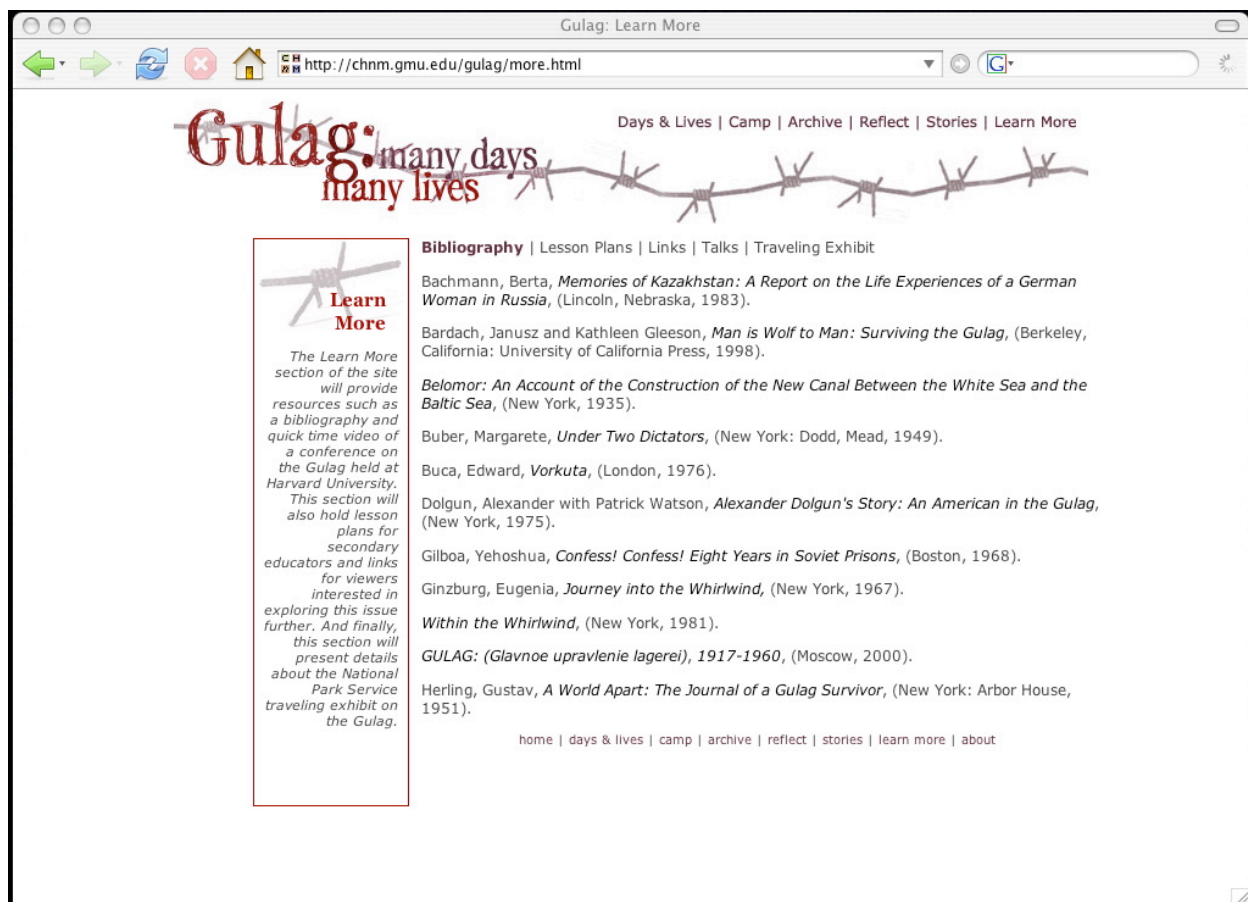 Gulag: Learn More
http://chnm.gmu.edu/gulag/more.html
G
Gulag: many days
many lives
Days & Lives | Camp | Archive | Reflect | Stories | Learn More
Learn
More
The Learn More
section of the site
will provide
resources such as
a bibliography and
quick time video of
a conference on
the Gulag held at
Harvard University.
This section will
also hold lesson
plans for
secondary
educators and links
for viewers
interested in
exploring this issue
further. And finally,
this section will
present details
about the National
Park Service
traveling exhibit on
the Gulag.
Bibliography | Lesson Plans | Links | Talks | Traveling Exhibit
Bachmann, Berta, Memories of Kazakhstan: A Report on the Life Experiences of a German
Woman in Russia, (Lincoln, Nebraska, 1983).
Bardach, Janusz and Kathleen Gleeson, Man is Wolf to Man: Surviving the Gulag, (Berkeley,
California: University of California Press, 1998).
Belomor: An Account of the Construction of the New Canal Between the White Sea and the
Baltic Sea, (New York, 1935).
Buber, Margarete, Under Two Dictators, (New York: Dodd, Mead, 1949).
Buca, Edward, Vorkuta, (London, 1976).
Dolgun, Alexander with Patrick Watson, Alexander Dolgun's Story: An American in the Gulag,
(New York, 1975).
Gilboa, Yehoshua, Confess! Confess! Eight Years in Soviet Prisons, (Boston, 1968).
Ginzburg, Eugenia, Journey into the Whirlwind, (New York, 1967).
Within the Whirlwind, (New York, 1981).
GULAG: (Glavnoe upravlenie lagerei), 1917-1960, (Moscow, 2000).
Herling, Gustav, A World Apart: The Journal of a Gulag Survivor, (New York: Arbor House,
1951).
home | days & lives | camp | archive | reflect | stories | learn more | about